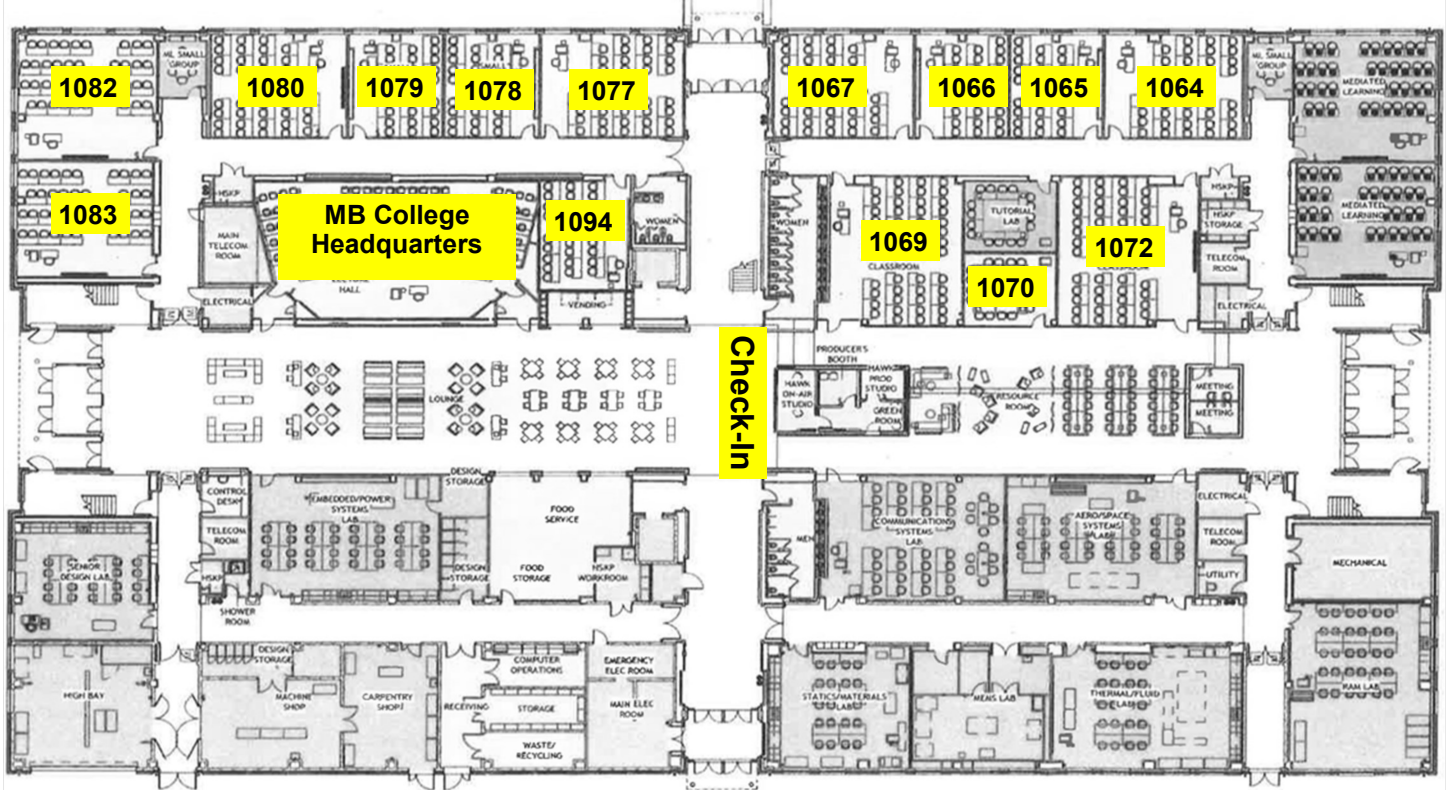 ML SMALL
GROUP
1082
1080
1079
1078
1077
1067
1066
1065
1064
ML SMALL
GROUP
MEDIATED
LEARNING
1083
HSKP
MAIN
TELECOM
ROOM
ELECTRICAL
MB College
Headquarters
HALL
1094
VENDING
WOMEN
WOMEN
1069
CLASSROOM
TUTORIAL
LAB
1070
1072
HSKP
HSKP
STORAGE
TELECOM
ROOM
ELECTRICAL
MEDIATED
LEARNING
LOUNGE
Check-In
PRODUCER'S
BOOTH
HAWK
ON-AIR
STUDIO
HAWK
PROD
STUDIO
GREEN
ROOM
RESOURCE
ROOM
MEETING
MEETING
CONTROL
DESK
TELECOM
ROOM
HSKP
SHOWER
ROOM
EMBEDDED/POWER
SYSTEMS
LAB
DESIGN
STORAGE
DESIGN
STORAGE
FOOD
SERVICE
FOOD
STORAGE
HSKP
WORKROOM
MEN
COMMUNICATIONS
SYSTEMS
LAB
AERO/SPACE
SYSTEMS
LAB
ELECTRICAL
TELECOM
ROOM
UTILITY
MECHANICAL
SENIOR
DESIGN LAB
HIGH BAY
DESIGN
STORAGE
MACHINE
SHOP
CARPENTRY
SHOP
RECEIVING
COMPUTER
OPERATIONS
STORAGE
WASTE/
RECYCLING
EMERGENCY
ELEC ROOM
MAIN ELEC
ROOM
STATICS/MATERIALS
LAB
MENS LAB
THERMAL/FLUID
LAB
RAM LAB